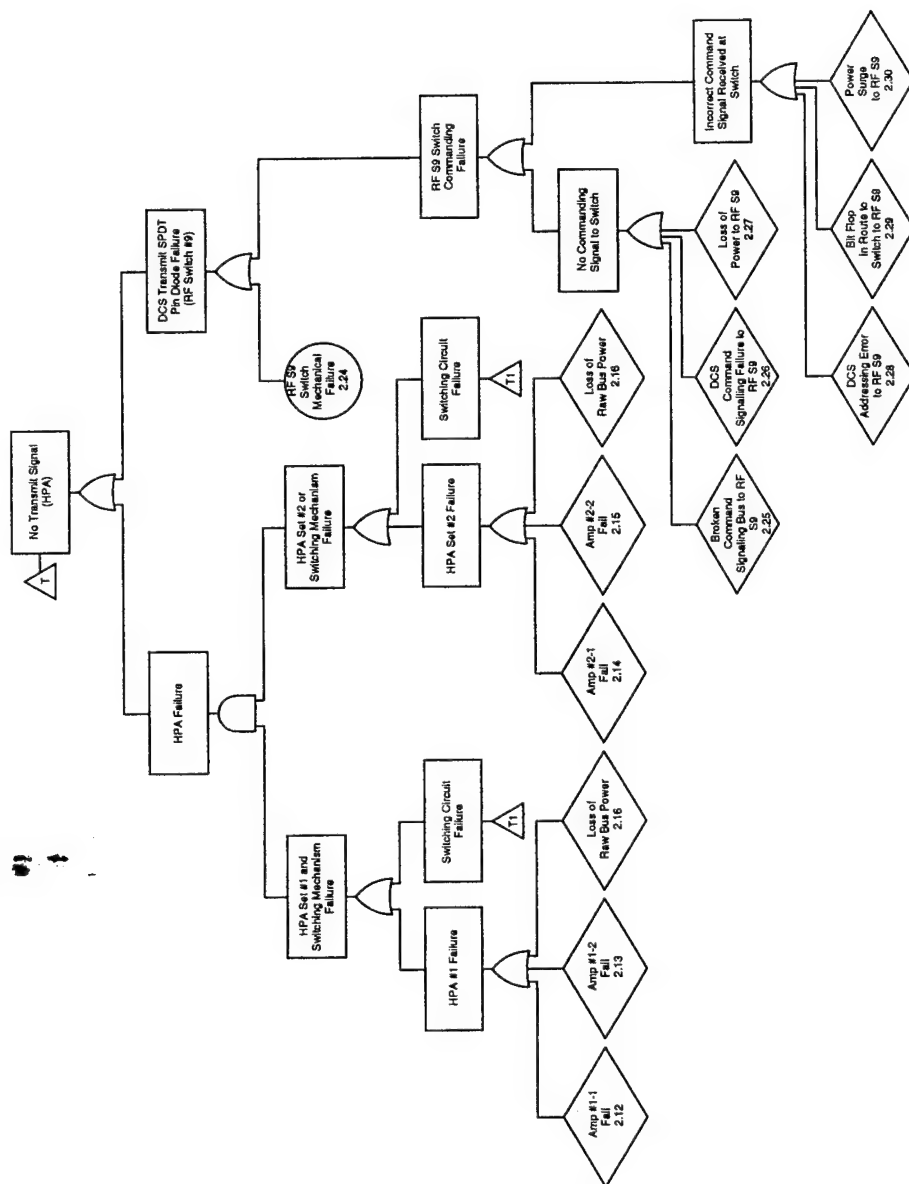 No Transmit Signal
(HPA)
T
HPA Failure
DCS Transmit SPDT
Pin Diode Failure
(RF Switch #9)
HPA Set #1 and
Switching Mechanism
Failure
HPA Set #2 or
Switching Mechanism
Failure
RF S9
Switch
Mechanical
Failure
2.24
RF S9 Switch
Commanding
Failure
HPA #1 Failure
Switching Circuit
Failure
T1
HPA Set #2 Failure
Switching Circuit
Failure
T1
No Commanding
Signal to Switch
Incorrect Command
Signal Received at
Switch
Amp #1-1
Fail
2.12
Amp #1-2
Fail
2.13
Loss of
Raw Bus Power
2.16
Amp #2-1
Fail
2.14
Amp #2-2
Fail
2.15
Loss of
Raw Bus Power
2.16
Broken
Command
Signaling Bus to RF
S9
2.25
DCS
Command
Signalling Failure to
RF S9
2.26
Loss of
Power to RF S9
2.27
DCS
Addressing Error
to RF S9
2.28
Bit Flop
In Route to
Switch to RF S9
2.29
Power
Surge
to RF S9
2.30